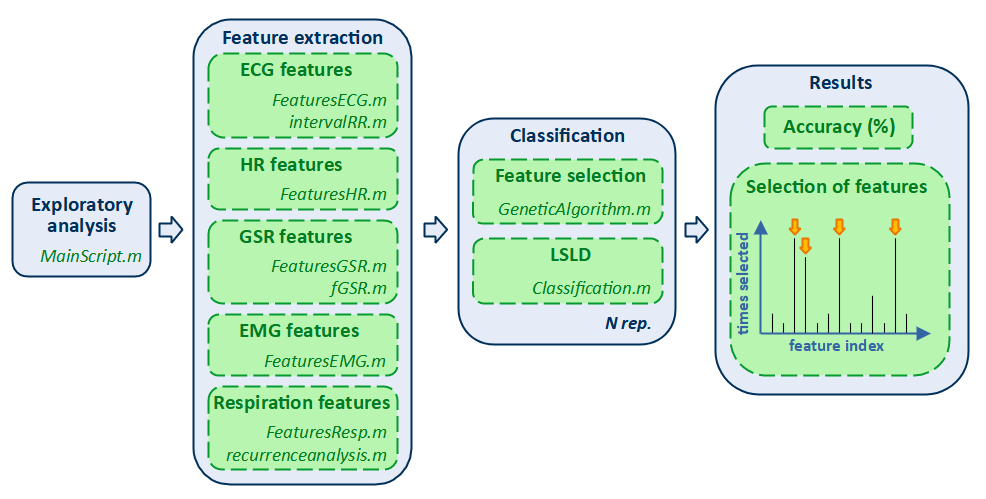 Exploratory
analysis
MainScript.m
Feature extraction
ECG features
FeaturesECG.m
intervalRR.m
HR features
FeaturesHR.m
GSR features
FeaturesGSR.m
fGSR.m
EMG features
FeaturesEMG.m
Respiration features
FeaturesResp.m
recurrenceanalysis.m
Classification
Feature selection
GeneticAlgorithm.m
LSLD
Classification.m
N rep.
Results
Accuracy (%)
Selection of features
times selected
feature index